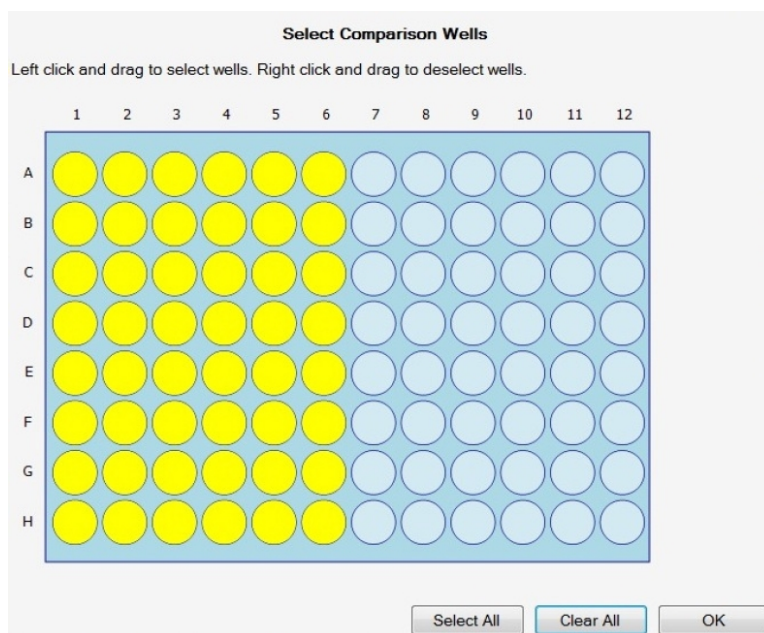 Select Comparison Wells
Left click and drag to select wells. Right click and drag to deselect wells.
1 2 3 4 5 6 7 8 9 10 11 12
A
B
C
D
E
F
G
H
Select All Clear All OK